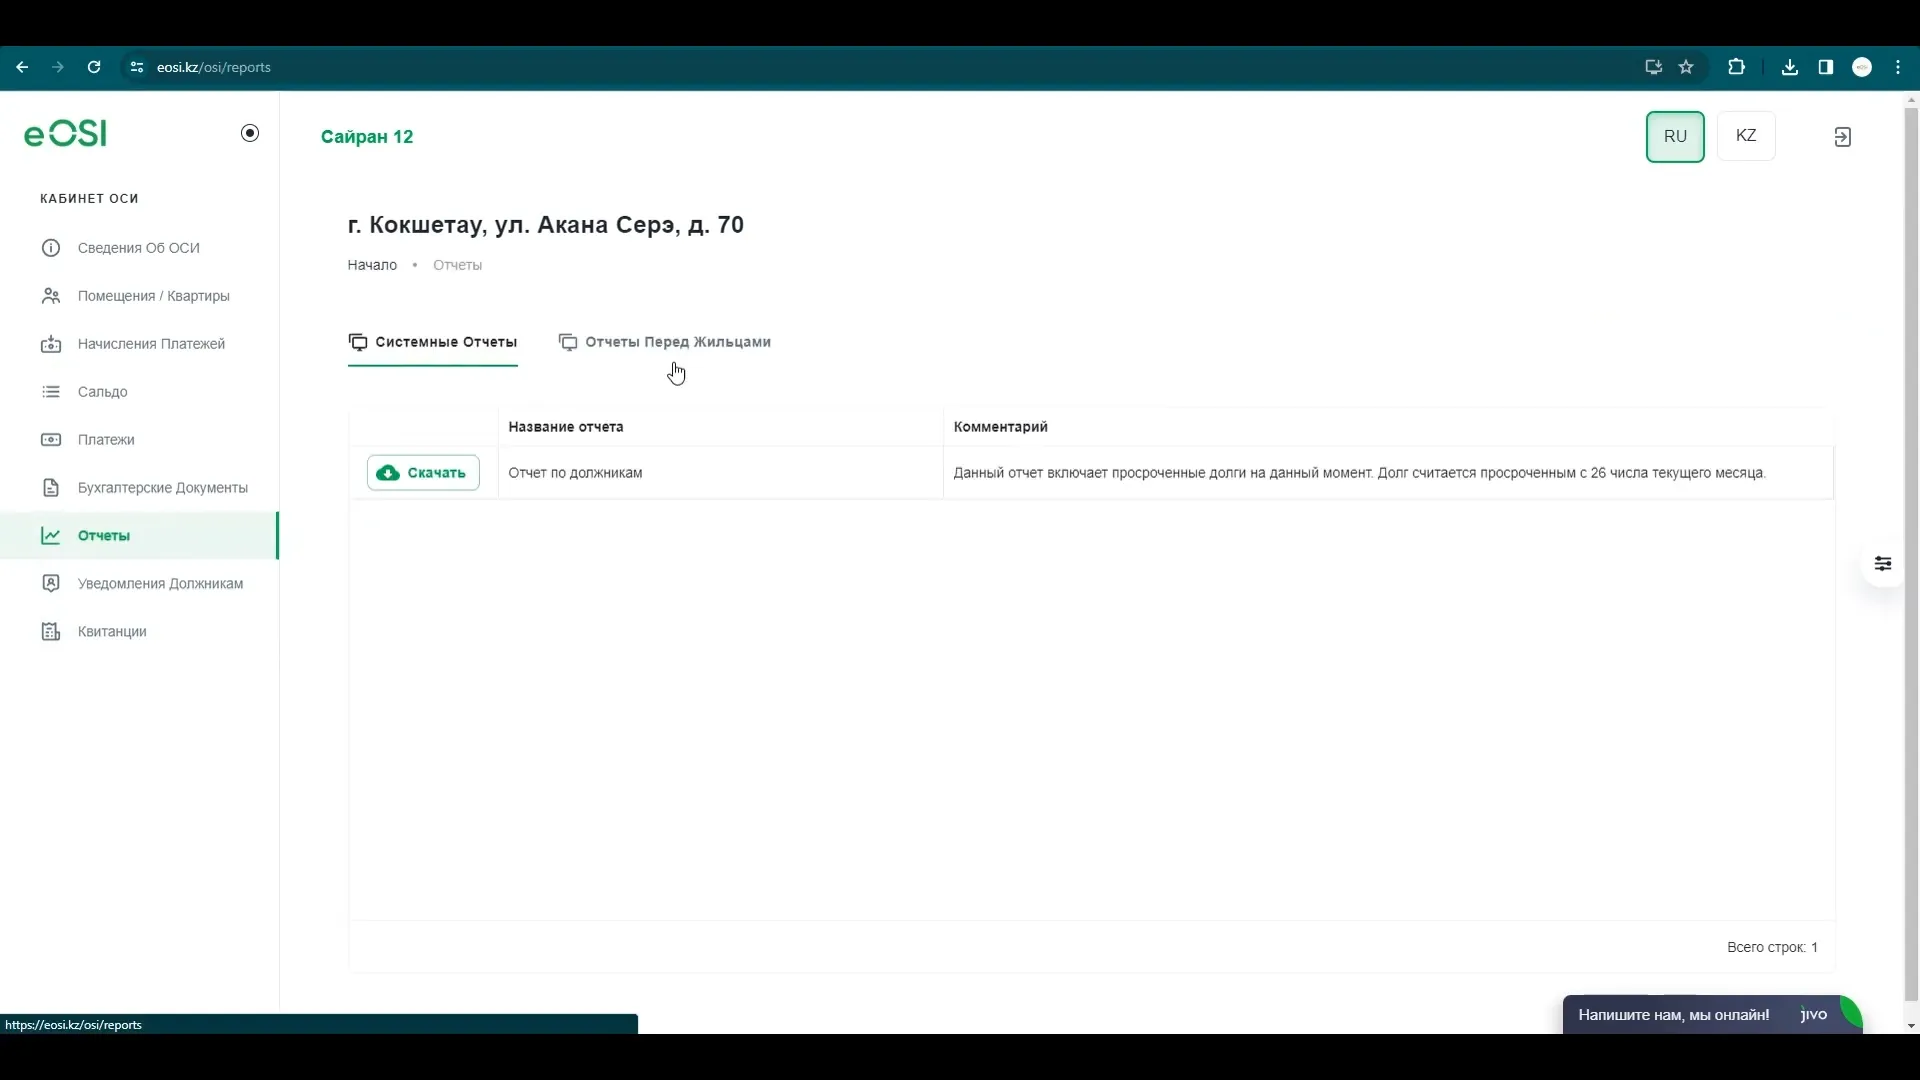 eosi.kz/osi/reports
eOSI
Сайран 12
RU
KZ
КАБИНЕТ ОСИ
Сведения Об ОСИ
Помещения / Квартиры
Начисления Платежей
Сальдо
Платежи
Бухгалтерские Документы
Отчеты
Уведомления Должникам
Квитанции
г. Кокшетау, ул. Акана Серэ, д. 70
Начало • Отчеты
Системные Отчеты
Отчеты Перед Жильцами
Название отчета
Комментарий
Скачать
Отчет по должникам
Данный отчет включает просроченные долги на данный момент. Долг считается просроченным с 26 числа текущего месяца.
Всего строк: 1
https://eosi.kz/osi/reports
Напишите нам, мы онлайн! jivo